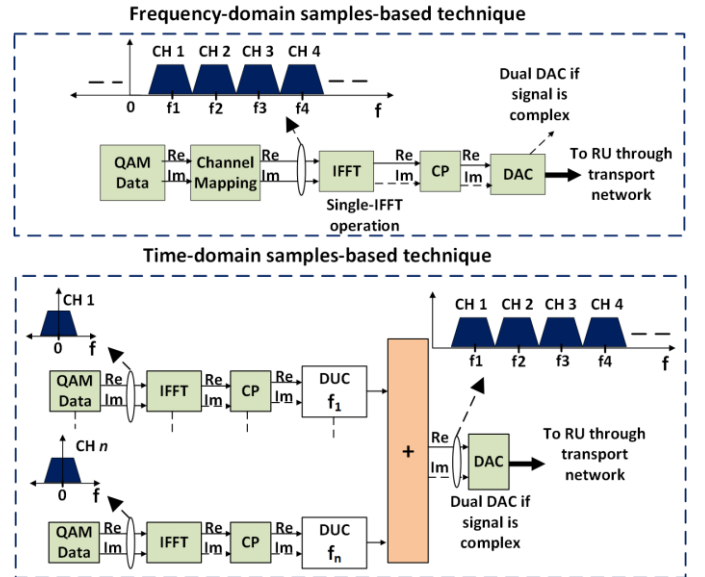 Frequency-domain samples-based technique
CH 1 CH 2 CH 3 CH 4
0 f1 f2 f3 f4 f
Dual DAC if
signal is
complex
QAM
Data
Re
Im
Channel
Mapping
Re
Im
IFFT
Re
Im
CP
Re
Im
DAC
To RU through
transport
network
Single-IFFT
operation
Time-domain samples-based technique
CH 1
0 f
QAM
Data
Re
Im
IFFT
Re
Im
CP
Re
Im
DUC
f1
CH n
0 f
QAM
Data
Re
Im
IFFT
Re
Im
CP
Re
Im
DUC
fn
+
CH 1 CH 2 CH 3 CH 4
f1 f2 f3 f4 f
Re
Im
DAC
To RU through
transport
network
Dual DAC if
signal is
complex